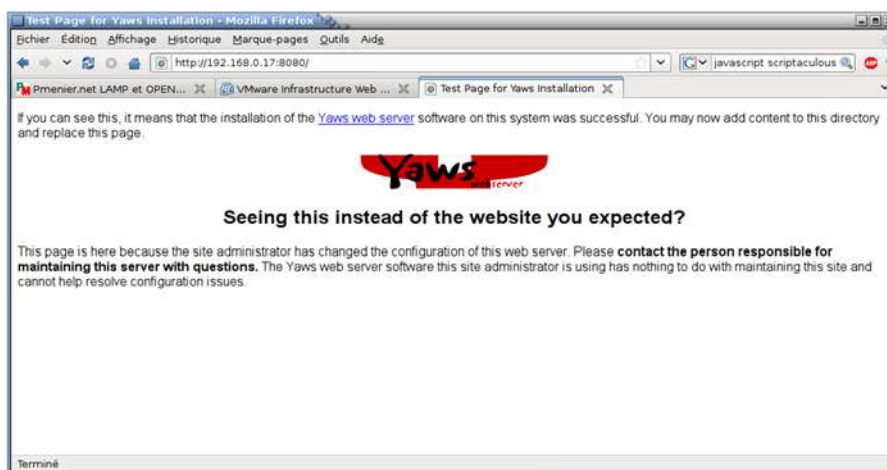 Test Page for Yaws Installation - Mozilla Firefox
Fichier Édition Affichage Historique Marque-pages Outils Aide
http://192.168.0.17:8080/ javascript scriptaculous
Pmenier.net LAMP et OPEN... VMware Infrastructure Web ... Test Page for Yaws Installation
If you can see this, it means that the installation of the Yaws web server software on this system was successful. You may now add content to this directory
and replace this page.
Yaws
webserver
Seeing this instead of the website you expected?
This page is here because the site administrator has changed the configuration of this web server. Please contact the person responsible for
maintaining this server with questions. The Yaws web server software this site administrator is using has nothing to do with maintaining this site and
cannot help resolve configuration issues.
Terminé